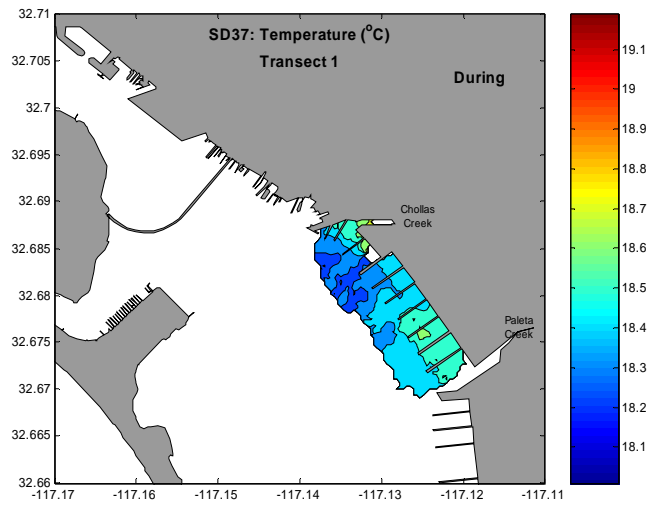 SD37: Temperature (°C)
Transect 1
During
Chollas
Creek
Paleta
Creek
32.71
32.705
32.7
32.695
32.69
32.685
32.68
32.675
32.67
32.665
32.66
-117.17 -117.16 -117.15 -117.14 -117.13 -117.12 -117.11
19.1
19
18.9
18.8
18.7
18.6
18.5
18.4
18.3
18.2
18.1